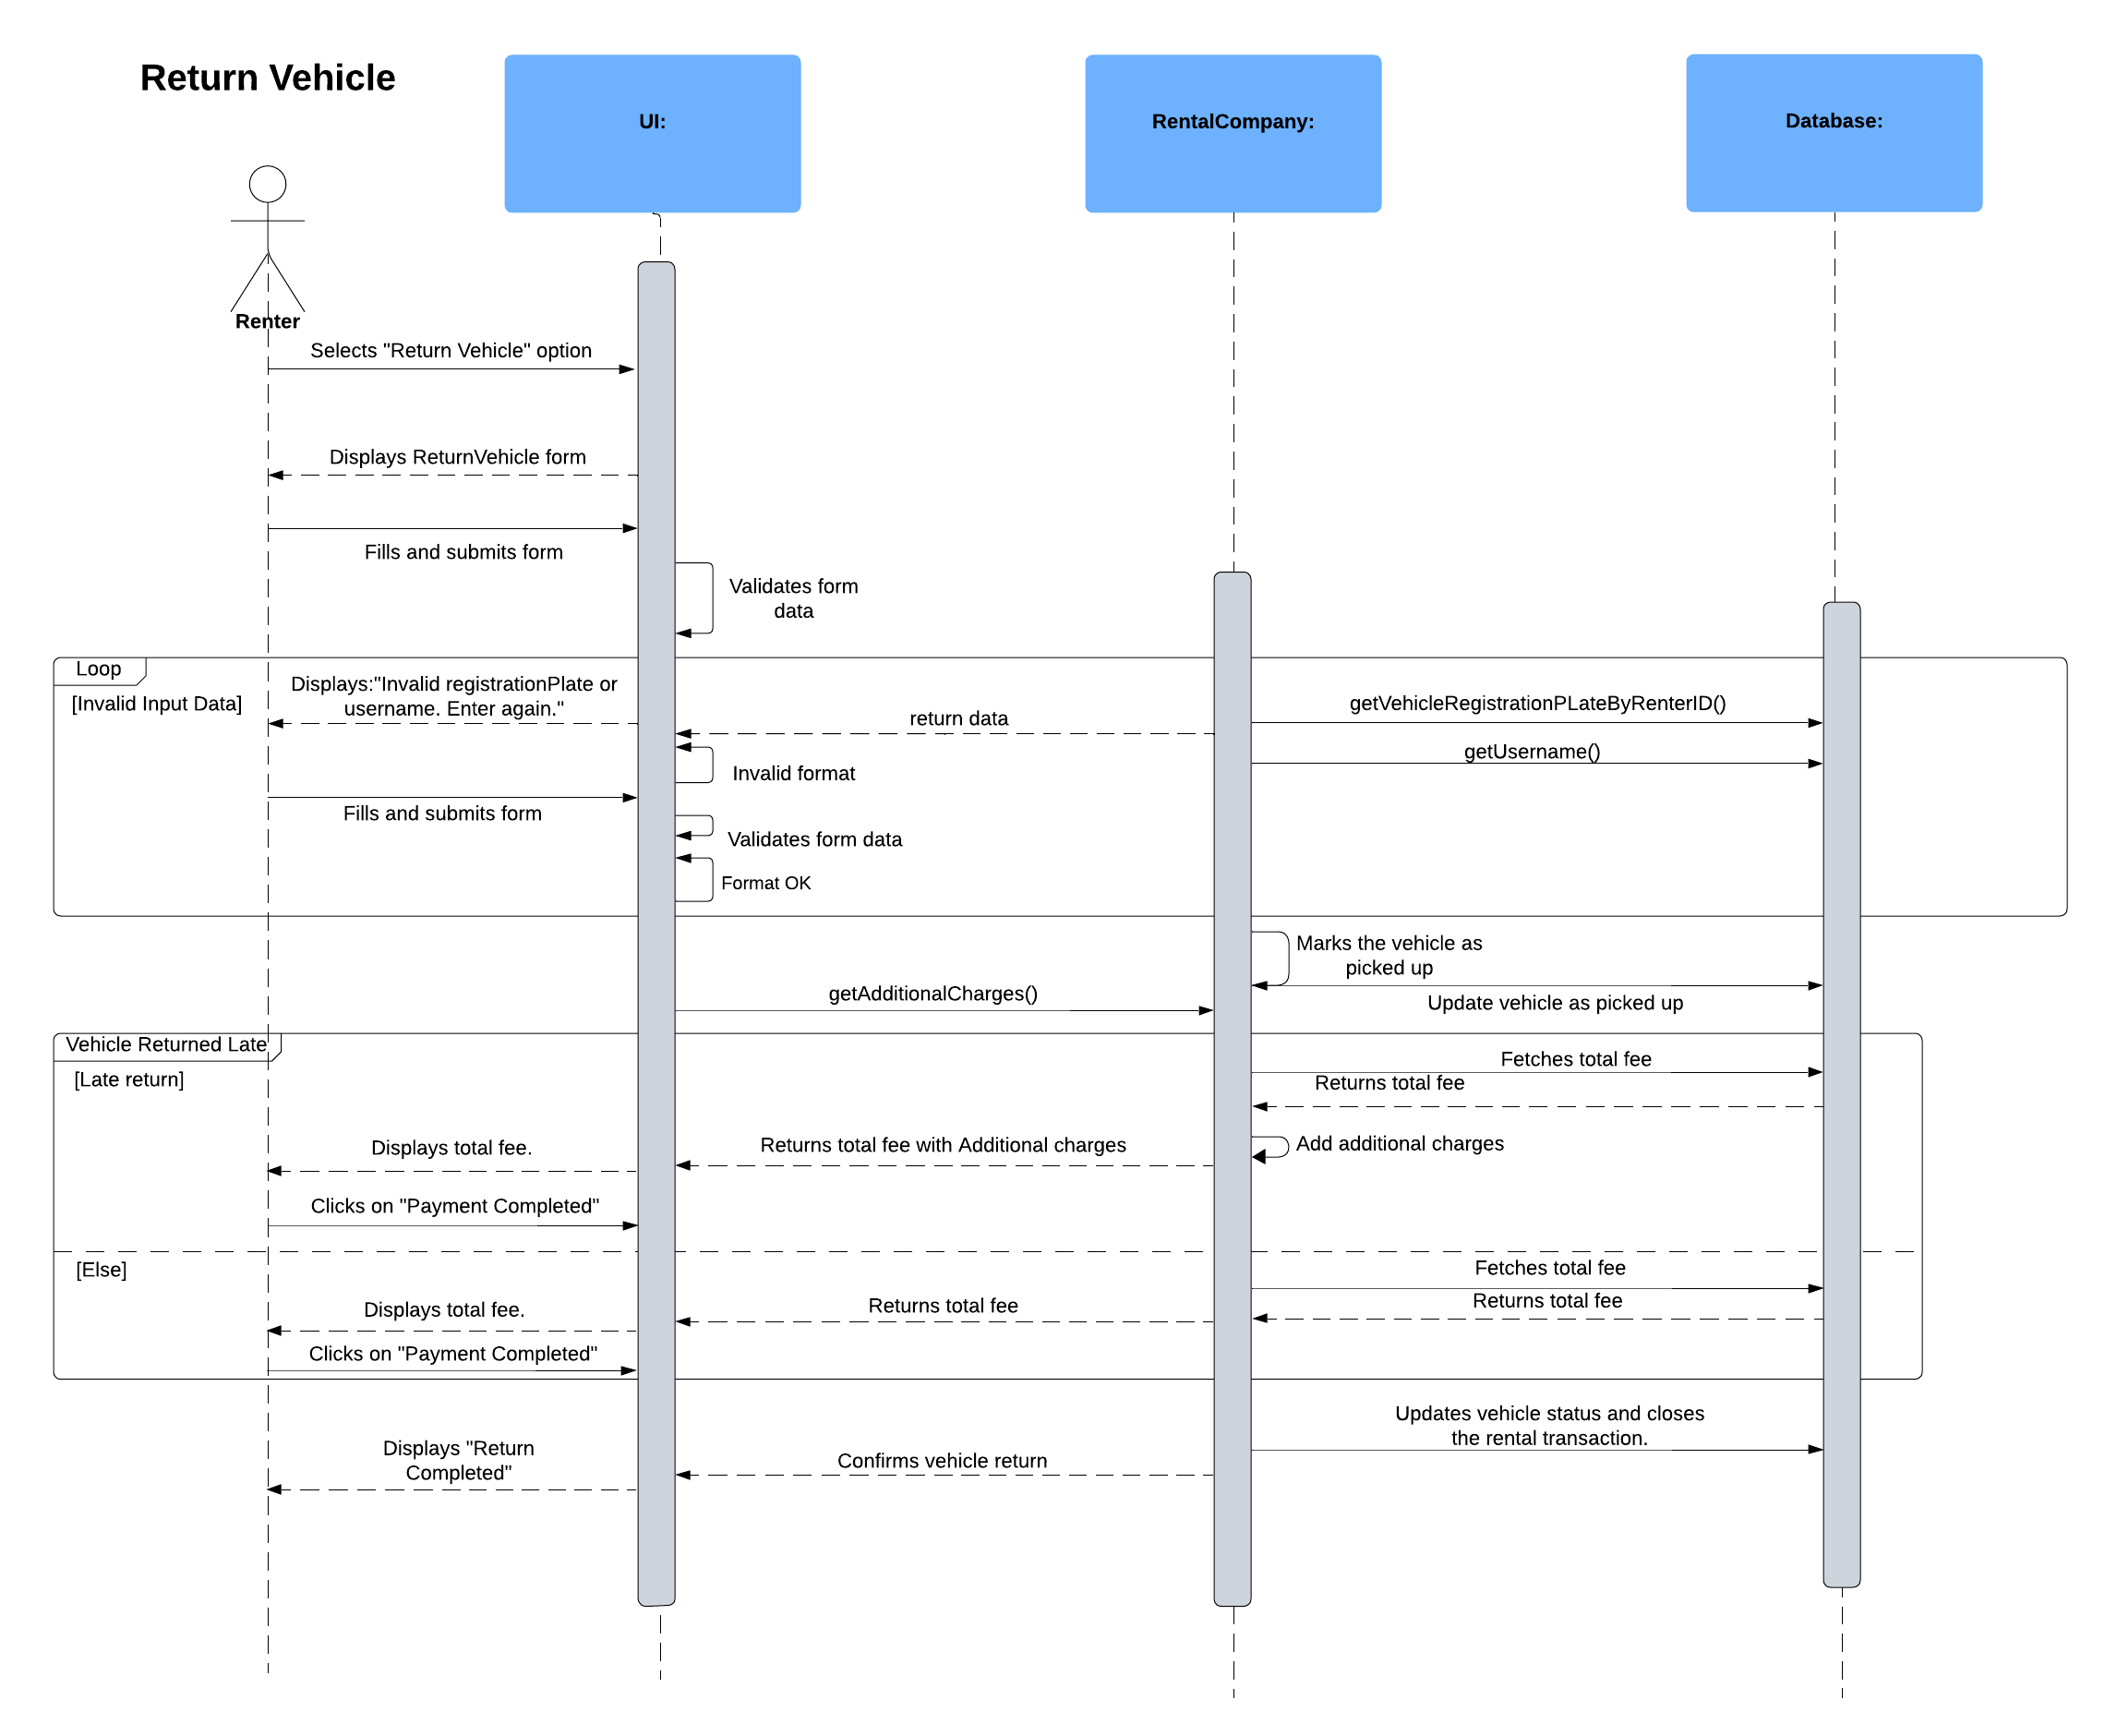 Return Vehicle
UI:
RentalCompany:
Database:
Renter
Selects "Return Vehicle" option
Displays ReturnVehicle form
Fills and submits form
Validates form
data
Loop
[Invalid Input Data]
Displays:"Invalid registrationPlate or
username. Enter again."
return data
getVehicleRegistrationPLateByRenterID()
getUsername()
Invalid format
Fills and submits form
Validates form data
Format OK
Marks the vehicle as
picked up
getAdditionalCharges()
Update vehicle as picked up
Vehicle Returned Late
[Late return]
Fetches total fee
Returns total fee
Displays total fee.
Returns total fee with Additional charges
Add additional charges
Clicks on "Payment Completed"
[Else]
Fetches total fee
Returns total fee
Displays total fee.
Returns total fee
Clicks on "Payment Completed"
Updates vehicle status and closes
the rental transaction.
Displays "Return
Completed"
Confirms vehicle return